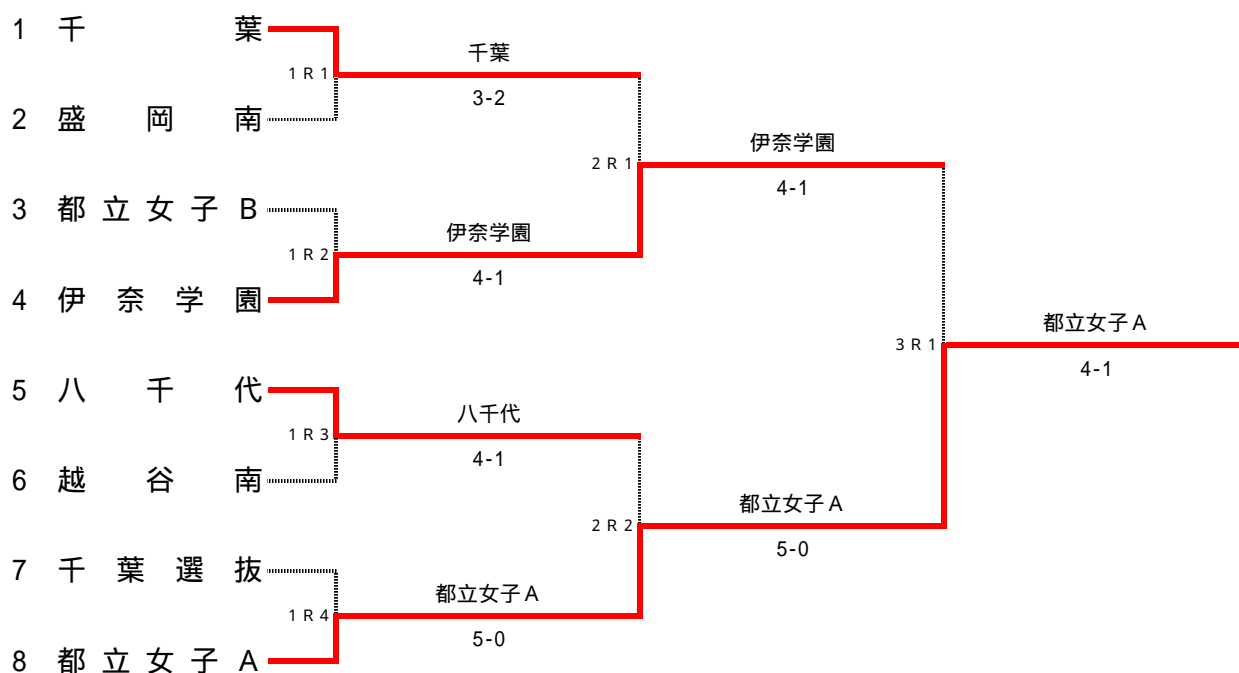 1 千葉
千葉
1R1
3-2
2 盛岡南
伊奈学園
2R1
4-1
3 都立女子B
伊奈学園
1R2
4-1
4 伊奈学園
都立女子A
3R1
4-1
5 八千代
八千代
1R3
4-1
6 越谷南
都立女子A
2R2
5-0
7 千葉選抜
都立女子A
1R4
5-0
8 都立女子A